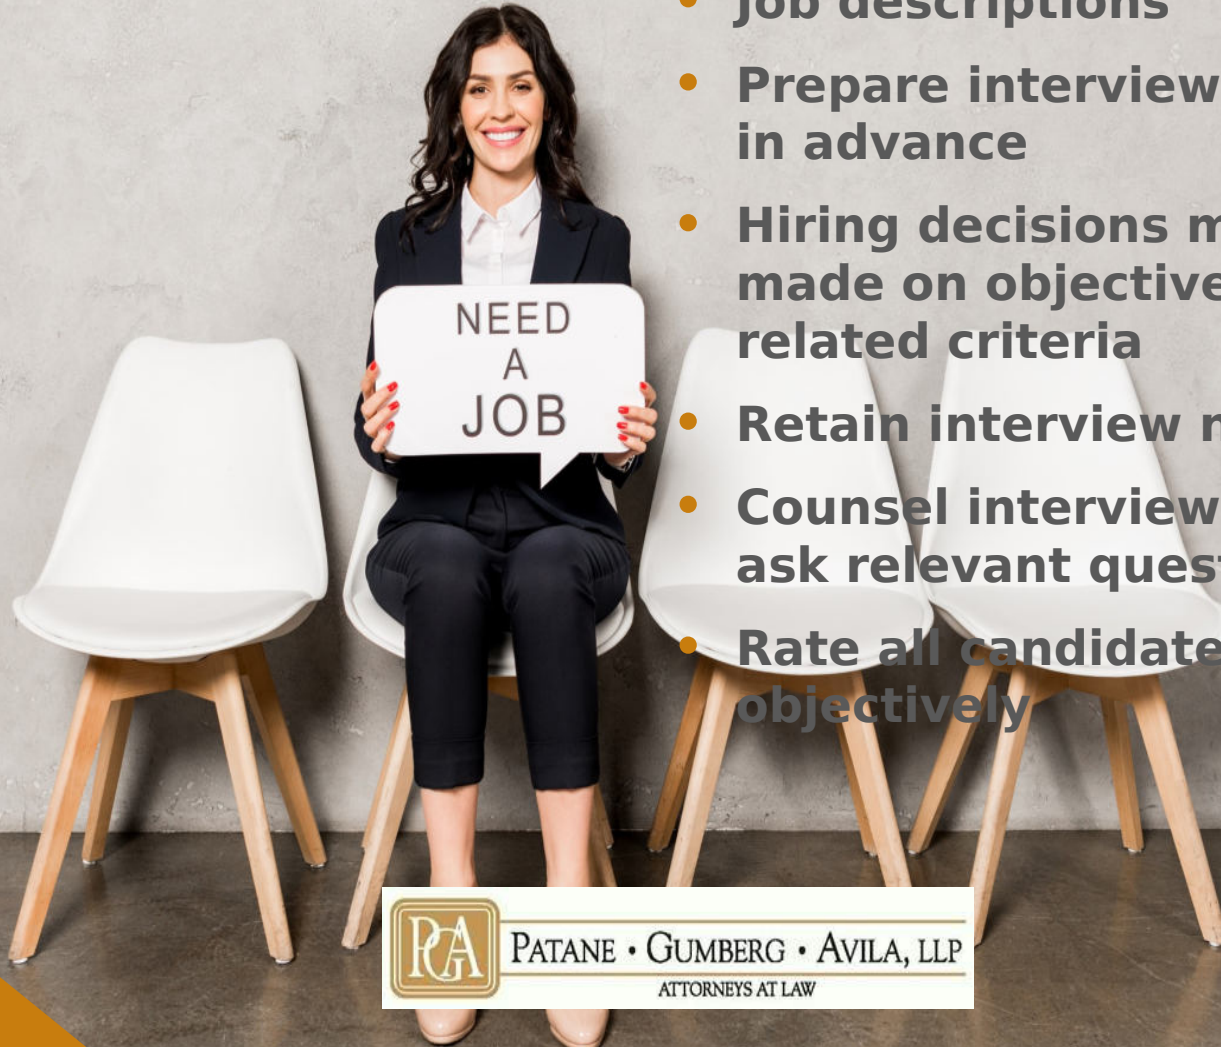 Job descriptions
Prepare interview
in advance
Hiring decisions
made on objective
related criteria
Retain interview
Counsel interview
ask relevant
Rate all candidate
objectively
NEED
A
JOB
PGA
PATANE • GUMBERG • AVILA, LLP
ATTORNEYS AT LAW